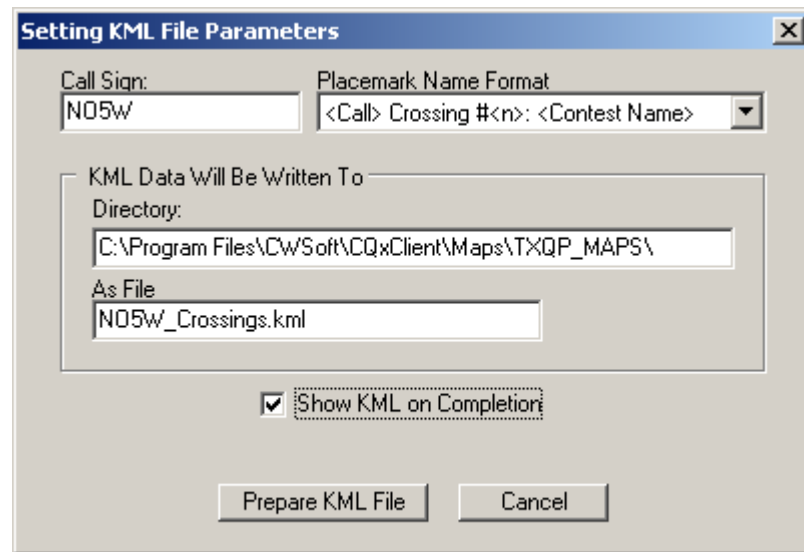 Setting KML File Parameters
Call Sign:
NO5W
Placemark Name Format
<Call> Crossing #<n>: <Contest Name>
KML Data Will Be Written To
Directory:
C:\Program Files\CWSoft\CQxClient\Maps\TXQP_MAPS\
As File
NO5W_Crossings.kml
Show KML on Completion
Prepare KML File
Cancel